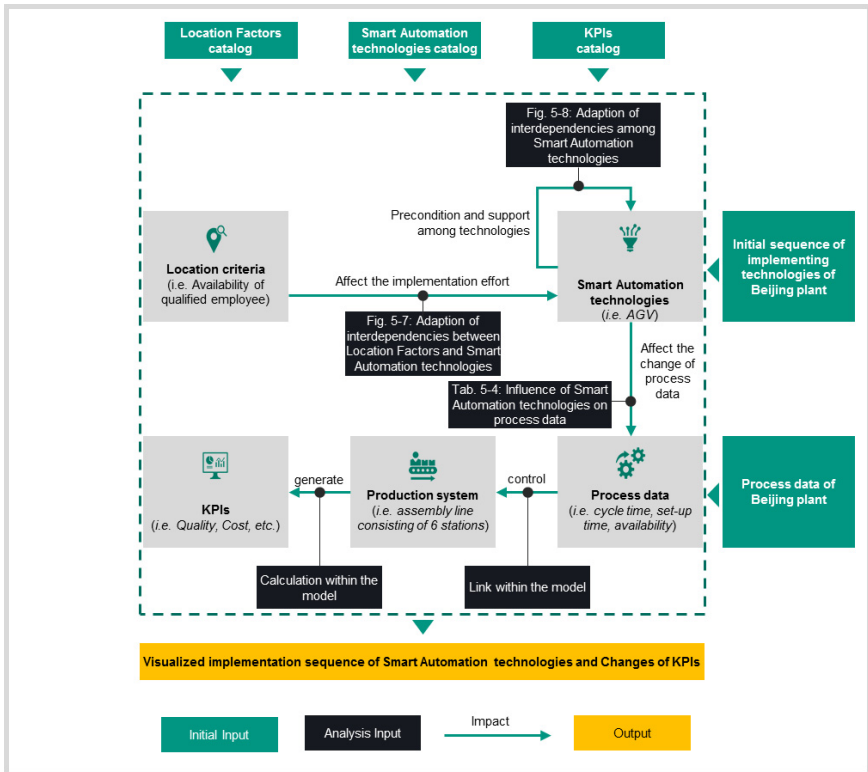 Location Factors
catalog
Smart Automation
technologies catalog
KPIs
catalog
Fig. 5-8: Adaption of
interdependencies among
Smart Automation
technologies
Precondition and support
among technologies
Location criteria
(i.e. Availability of
qualified employee)
Affect the implementation effort
Fig. 5-7: Adaption of
interdependencies between
Location Factors and Smart
Automation technologies
Smart Automation
technologies
(i.e. AGV)
Initial sequence of
implementing
technologies of
Beijing plant
Affect the
change of
process
data
Tab. 5-4: Influence of Smart
Automation technologies on
process data
KPIs
(i.e. Quality, Cost, etc.)
generate
Production system
(i.e. assembly line
consisting of 6 stations)
control
Process data
(i.e. cycle time, set-up
time, availability)
Process data of
Beijing plant
Calculation within the
model
Link within the model
Visualized implementation sequence of Smart Automation technologies and Changes of KPIs
Initial Input
Analysis Input
Impact
Output